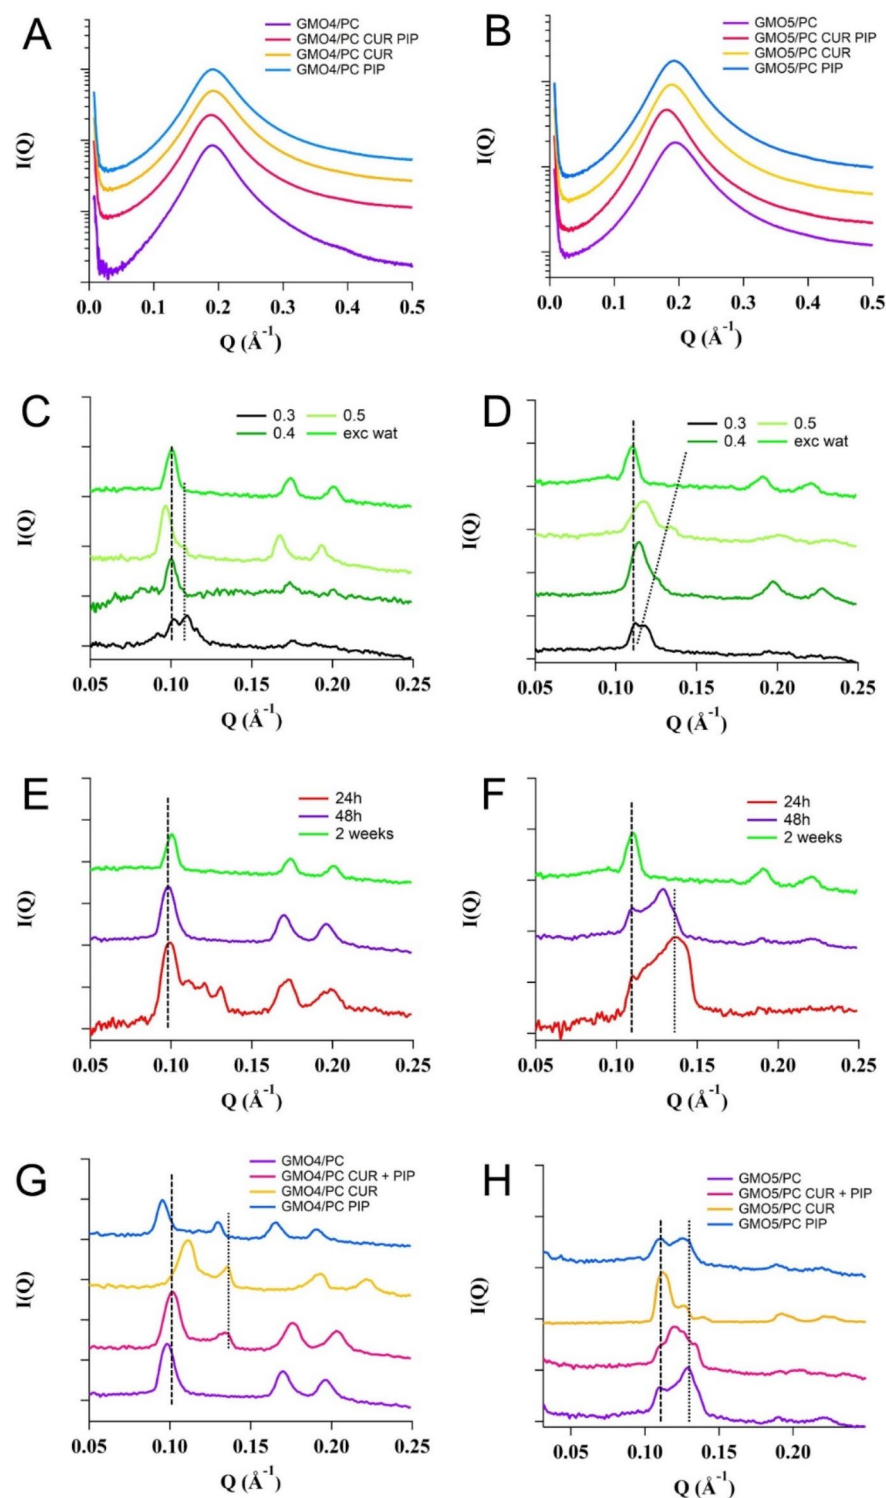 A
GMO4/PC
GMO4/PC CUR PIP
GMO4/PC CUR
GMO4/PC PIP
I(Q)
0.0 0.1 0.2 0.3 0.4 0.5
Q (Å-1)
B
GMO5/PC
GMO5/PC CUR PIP
GMO5/PC CUR
GMO5/PC PIP
I(Q)
0.0 0.1 0.2 0.3 0.4 0.5
Q (Å-1)
C
0.3 0.5
0.4 exc wat
I(Q)
0.05 0.10 0.15 0.20 0.25
Q (Å-1)
D
0.3 0.5
0.4 exc wat
I(Q)
0.05 0.10 0.15 0.20 0.25
Q (Å-1)
E
24h
48h
2 weeks
I(Q)
0.05 0.10 0.15 0.20 0.25
Q (Å-1)
F
24h
48h
2 weeks
I(Q)
0.05 0.10 0.15 0.20 0.25
Q (Å-1)
G
GMO4/PC
GMO4/PC CUR + PIP
GMO4/PC CUR
GMO4/PC PIP
I(Q)
0.05 0.10 0.15 0.20 0.25
Q (Å-1)
H
GMO5/PC
GMO5/PC CUR + PIP
GMO5/PC CUR
GMO5/PC PIP
I(Q)
0.05 0.10 0.15 0.20
Q (Å-1)